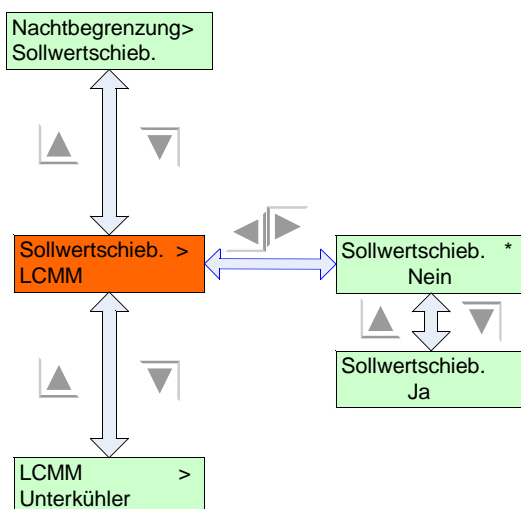 Nachtbegrenzung>
Sollwertschieb.
Sollwertschieb. >
LCMM
Sollwertschieb. *
Nein
Sollwertschieb.
Ja
LCMM >
Unterkühler